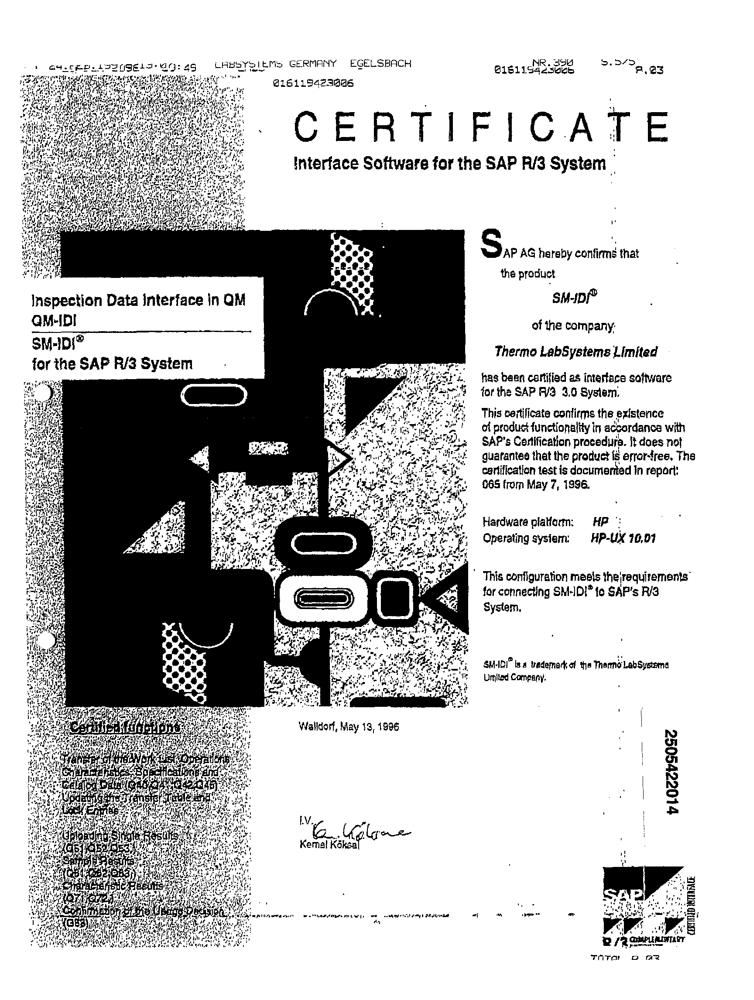 LABSYSTEMS GERMANY EGELSBACH
NR.390 S.5/5
016119423006 P.03
016119423006
CERTIFICATE
Interface Software for the SAP R/3 System
Inspection Data Interface in QM
QM-IDI
SM-IDI®
for the SAP R/3 System
SAP AG hereby confirms that
the product
SM-IDI®
of the company
Thermo LabSystems Limited
has been certified as interface software
for the SAP R/3 3.0 System.
This certificate confirms the existence
of product functionality in accordance with
SAP's Certification procedure. It does not
guarantee that the product is error-free. The
certification test is documented in report:
065 from May 7, 1996.
Hardware platform: HP
Operating system: HP-UX 10.01
This configuration meets the requirements
for connecting SM-IDI® to SAP's R/3
System.
SM-IDI® is a trademark of the Thermo LabSystems
Limited Company.
Certified functions
Transfer of the Work List, Operations
Characteristics, Specifications and
Catalog Data (Q40,Q41,Q42,Q45)
Updating the Transfer Table and
Lock Entries
Uploading Single Results
(Q51,Q52,Q53,)
Sample Results
(Q61,Q62,Q63,)
Characteristic Results
(Q71,Q72,)
Confirmation of the Usage Decision
Walldorf, May 13, 1996
I.V.
Kemal Köksal
2505422014
SAP
R/3 COMPLEMENTARY
CERTIFIED INTERFACE
TOTAL P.03